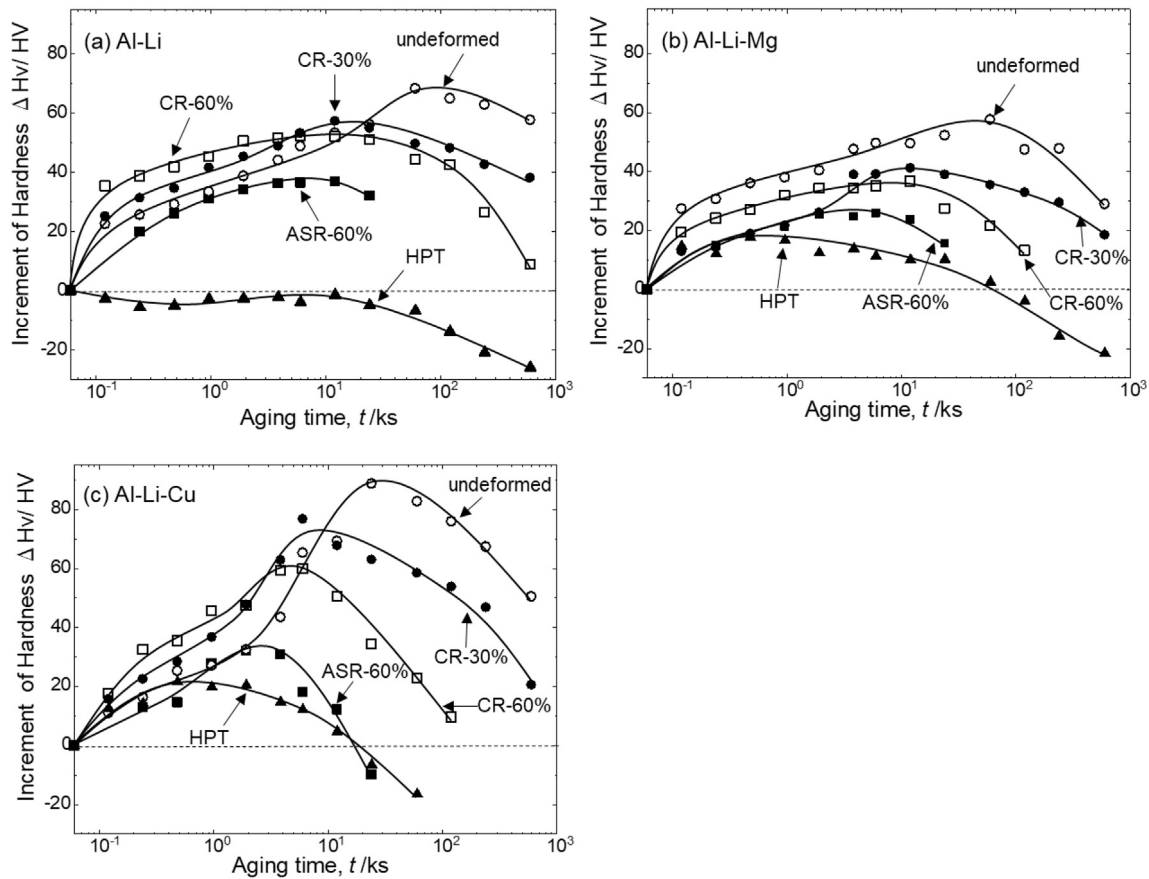 (a) Al-Li
undeformed
CR-30%
CR-60%
ASR-60%
HPT
Increment of Hardness Δ Hv/ HV
80
60
40
20
0
-20
10⁻¹ 10⁰ 10¹ 10² 10³
Aging time, t /ks
(b) Al-Li-Mg
undeformed
CR-30%
HPT
ASR-60%
CR-60%
Increment of Hardness Δ Hv/ HV
80
60
40
20
0
-20
10⁻¹ 10⁰ 10¹ 10² 10³
Aging time, t /ks
(c) Al-Li-Cu
undeformed
CR-30%
ASR-60%
CR-60%
HPT
Increment of Hardness Δ Hv/ HV
80
60
40
20
0
-20
10⁻¹ 10⁰ 10¹ 10² 10³
Aging time, t /ks